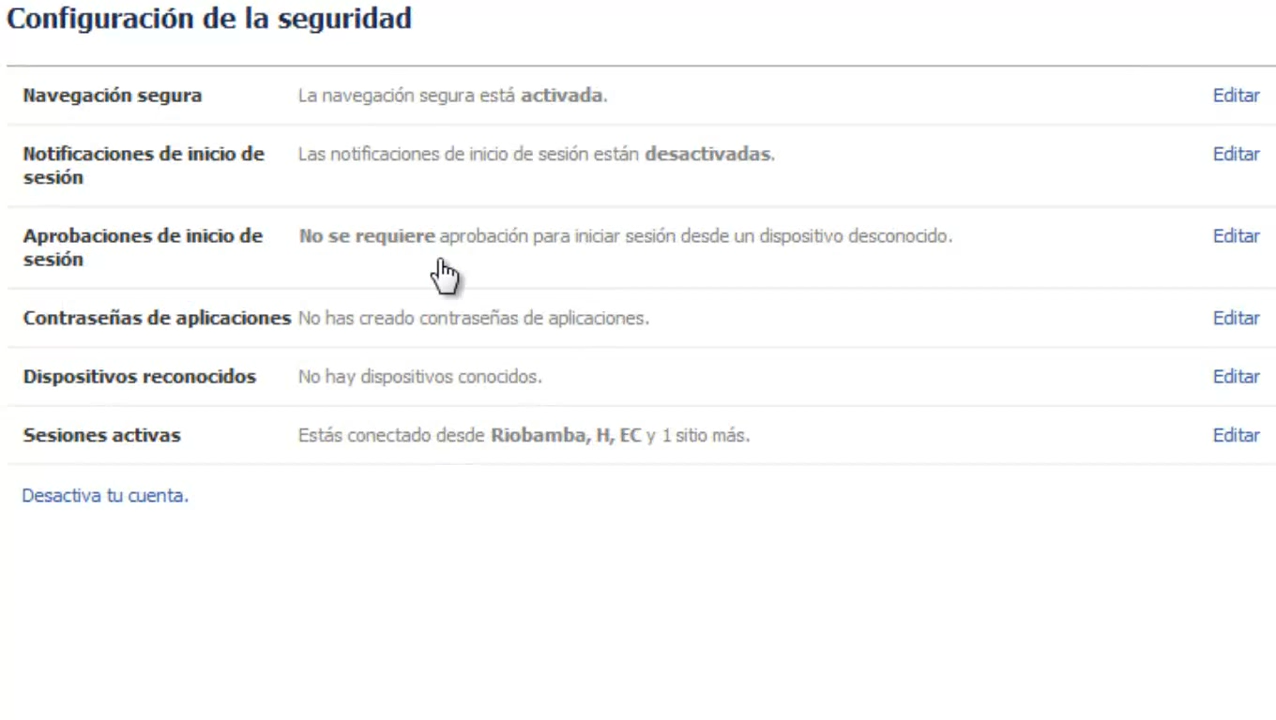 Configuración de la seguridad
Navegación segura La navegación segura está activada. Editar
Notificaciones de inicio de sesión Las notificaciones de inicio de sesión están desactivadas. Editar
Aprobaciones de inicio de sesión No se requiere aprobación para iniciar sesión desde un dispositivo desconocido. Editar
Contraseñas de aplicaciones No has creado contraseñas de aplicaciones. Editar
Dispositivos reconocidos No hay dispositivos conocidos. Editar
Sesiones activas Estás conectado desde Riobamba, H, EC y 1 sitio más. Editar
Desactiva tu cuenta.